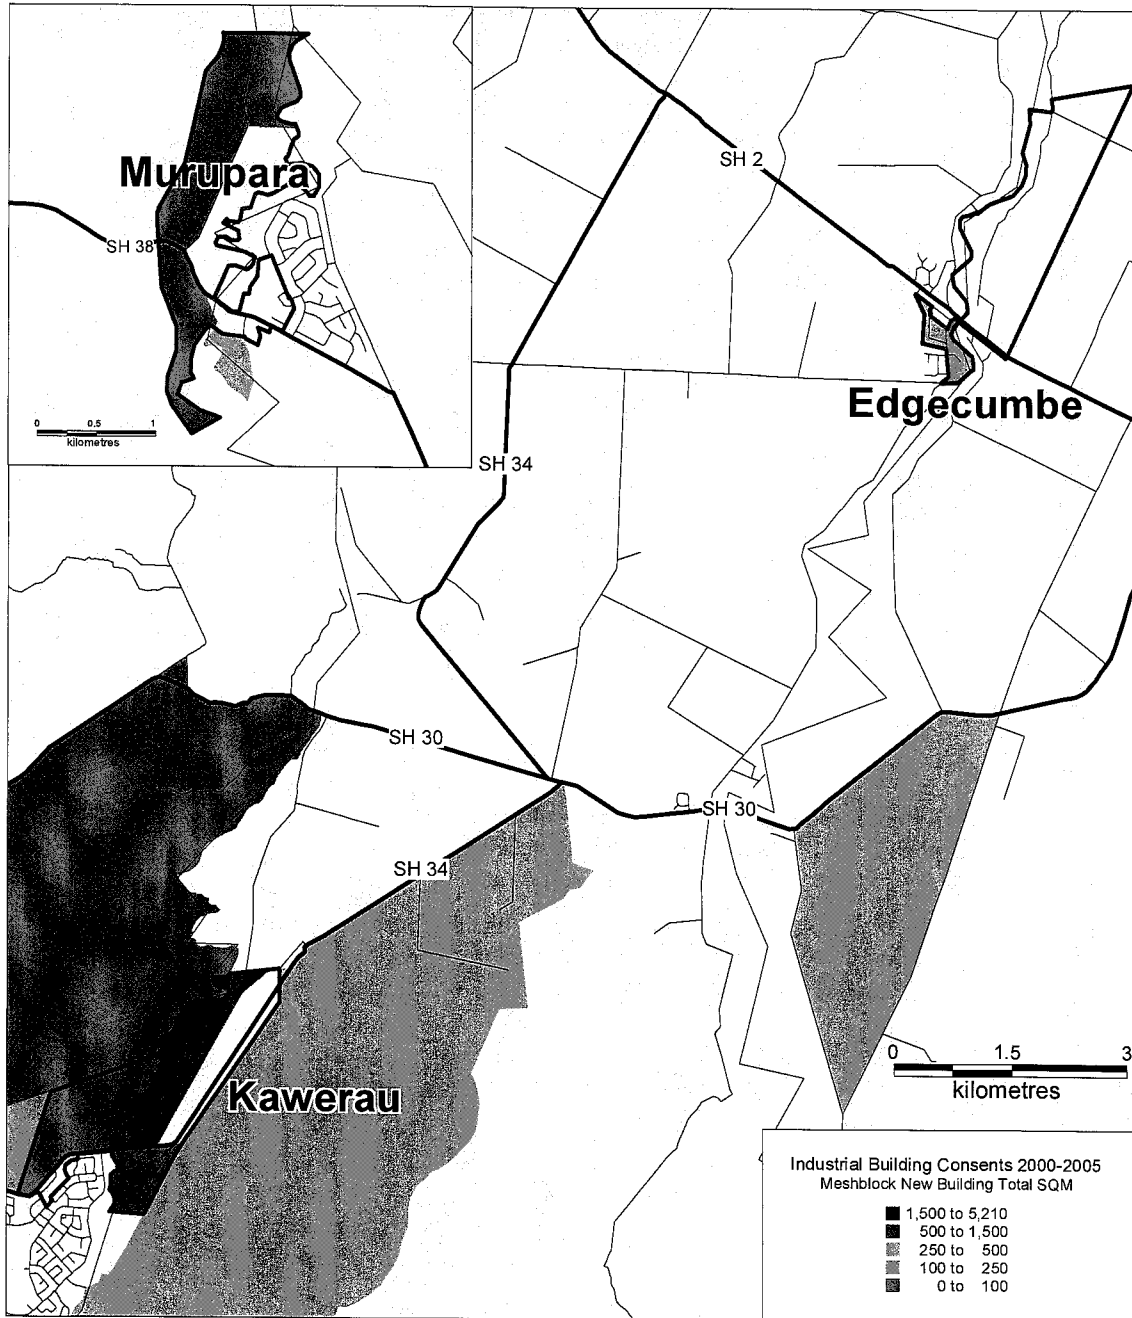 Murupara
SH 38
0 0.5 1
kilometres
SH 2
Edgecumbe
SH 34
SH 30
SH 30
SH 34
Kawerau
0 1.5 3
kilometres
Industrial Building Consents 2000-2005
Meshblock New Building Total SQM
1,500 to 5,210
500 to 1,500
250 to 500
100 to 250
0 to 100